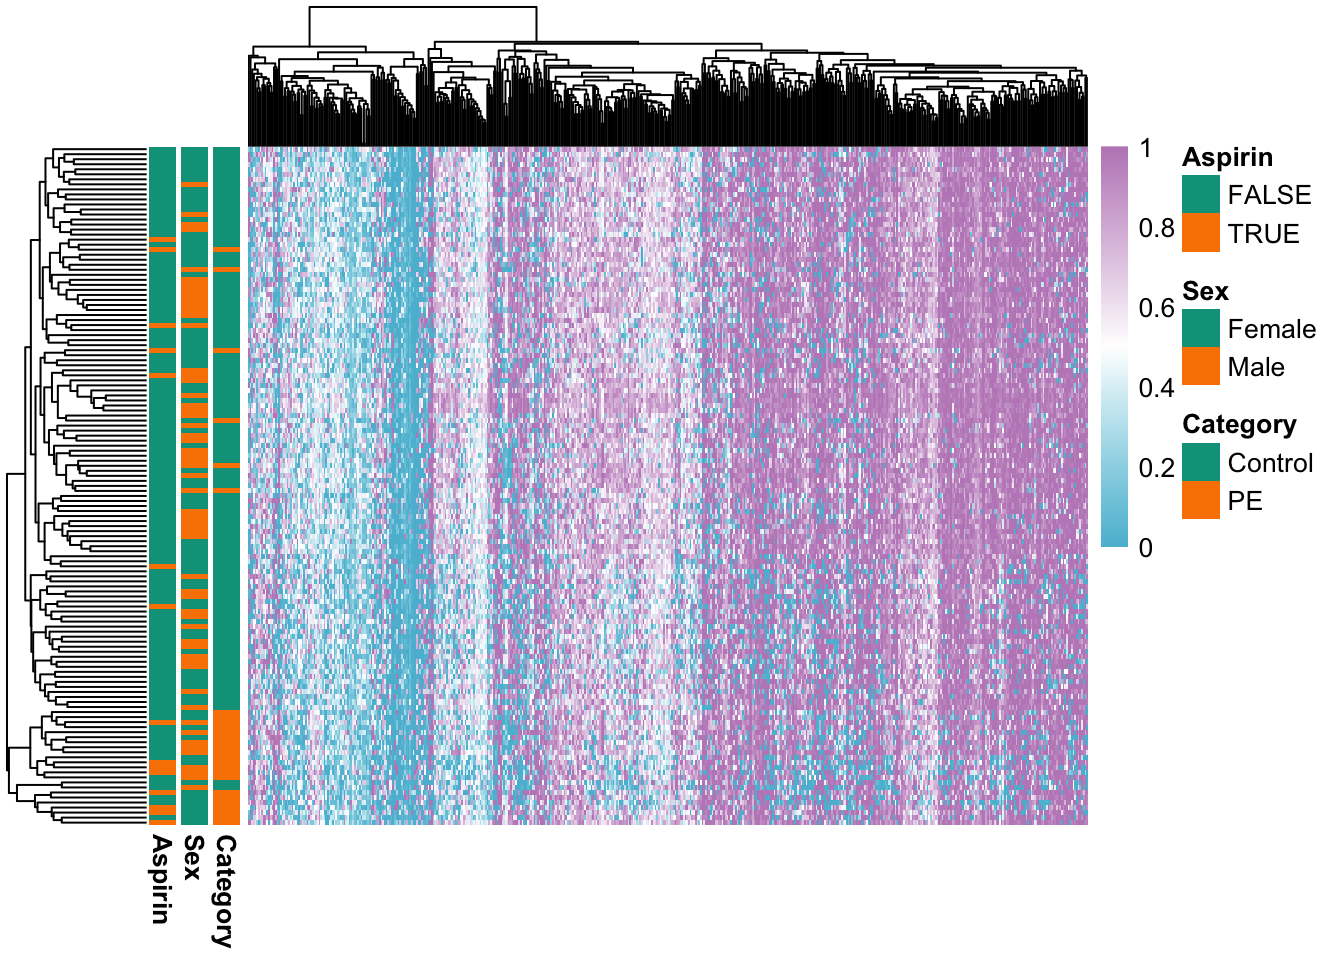 1
0.8
0.6
0.4
0.2
0
Aspirin
FALSE
TRUE
Sex
Female
Male
Category
Control
PE
Aspirin
Sex
Category